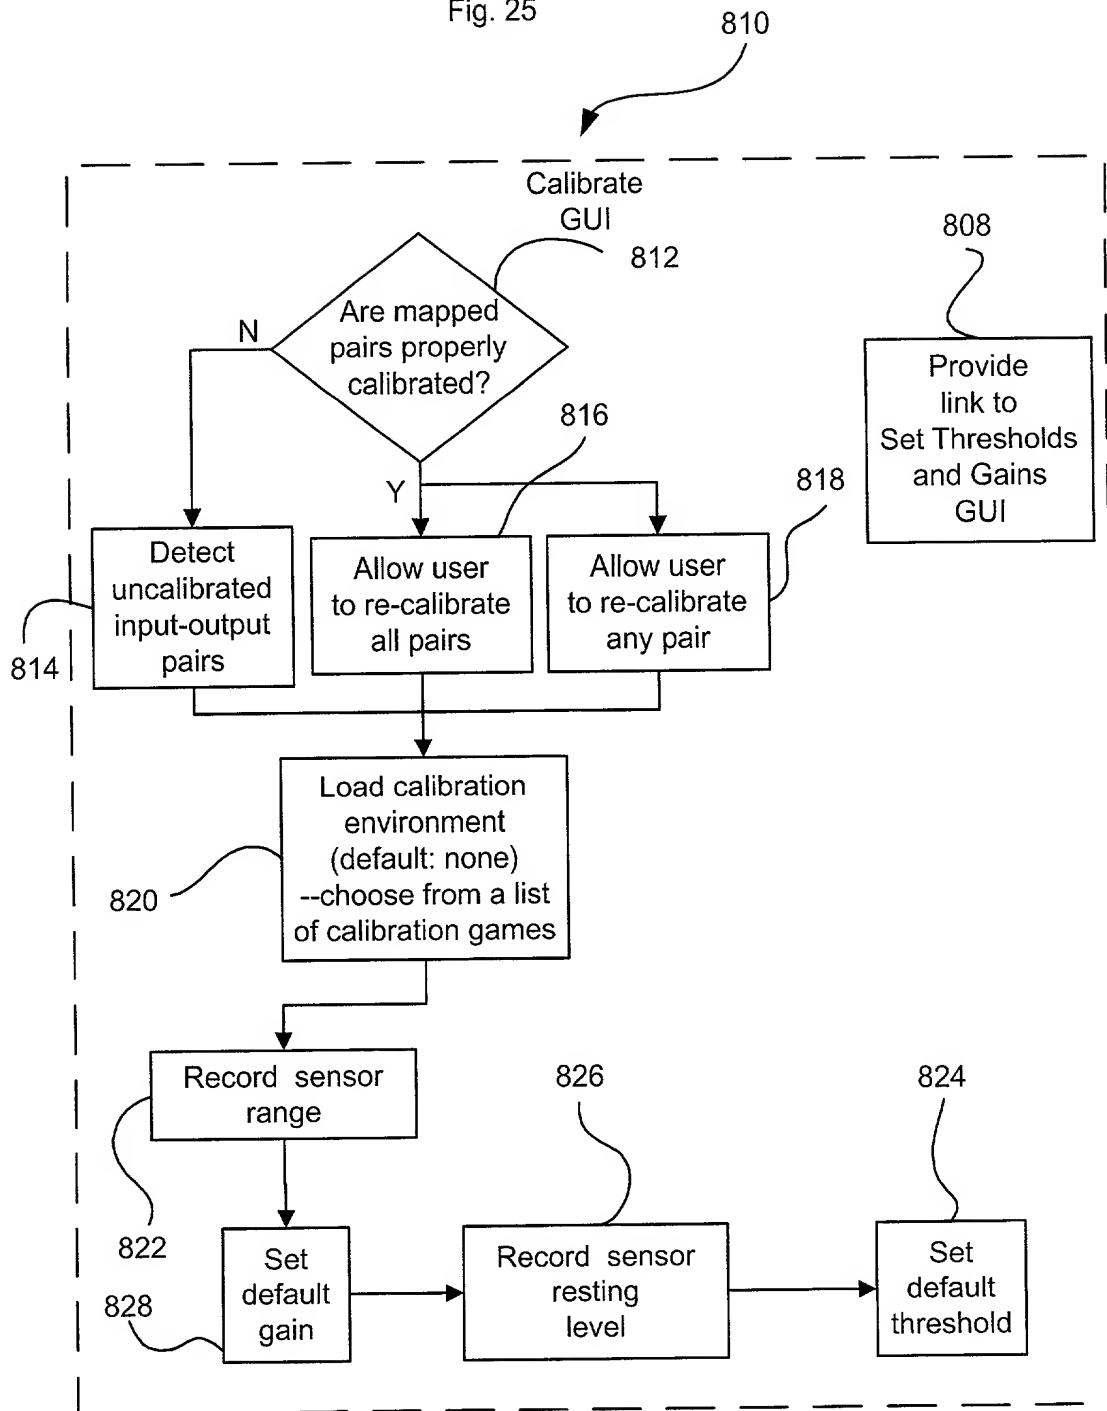 Fig. 25
810
Calibrate
GUI
812
808
Are mapped
pairs properly
calibrated?
N
Provide
link to
Set Thresholds
and Gains
GUI
816
818
Y
Detect
uncalibrated
input-output
pairs
Allow user
to re-calibrate
all pairs
Allow user
to re-calibrate
any pair
814
Load calibration
environment
(default: none)
--choose from a list
of calibration games
820
Record sensor
range
826
824
822
828
Set
default
gain
Record sensor
resting
level
Set
default
threshold